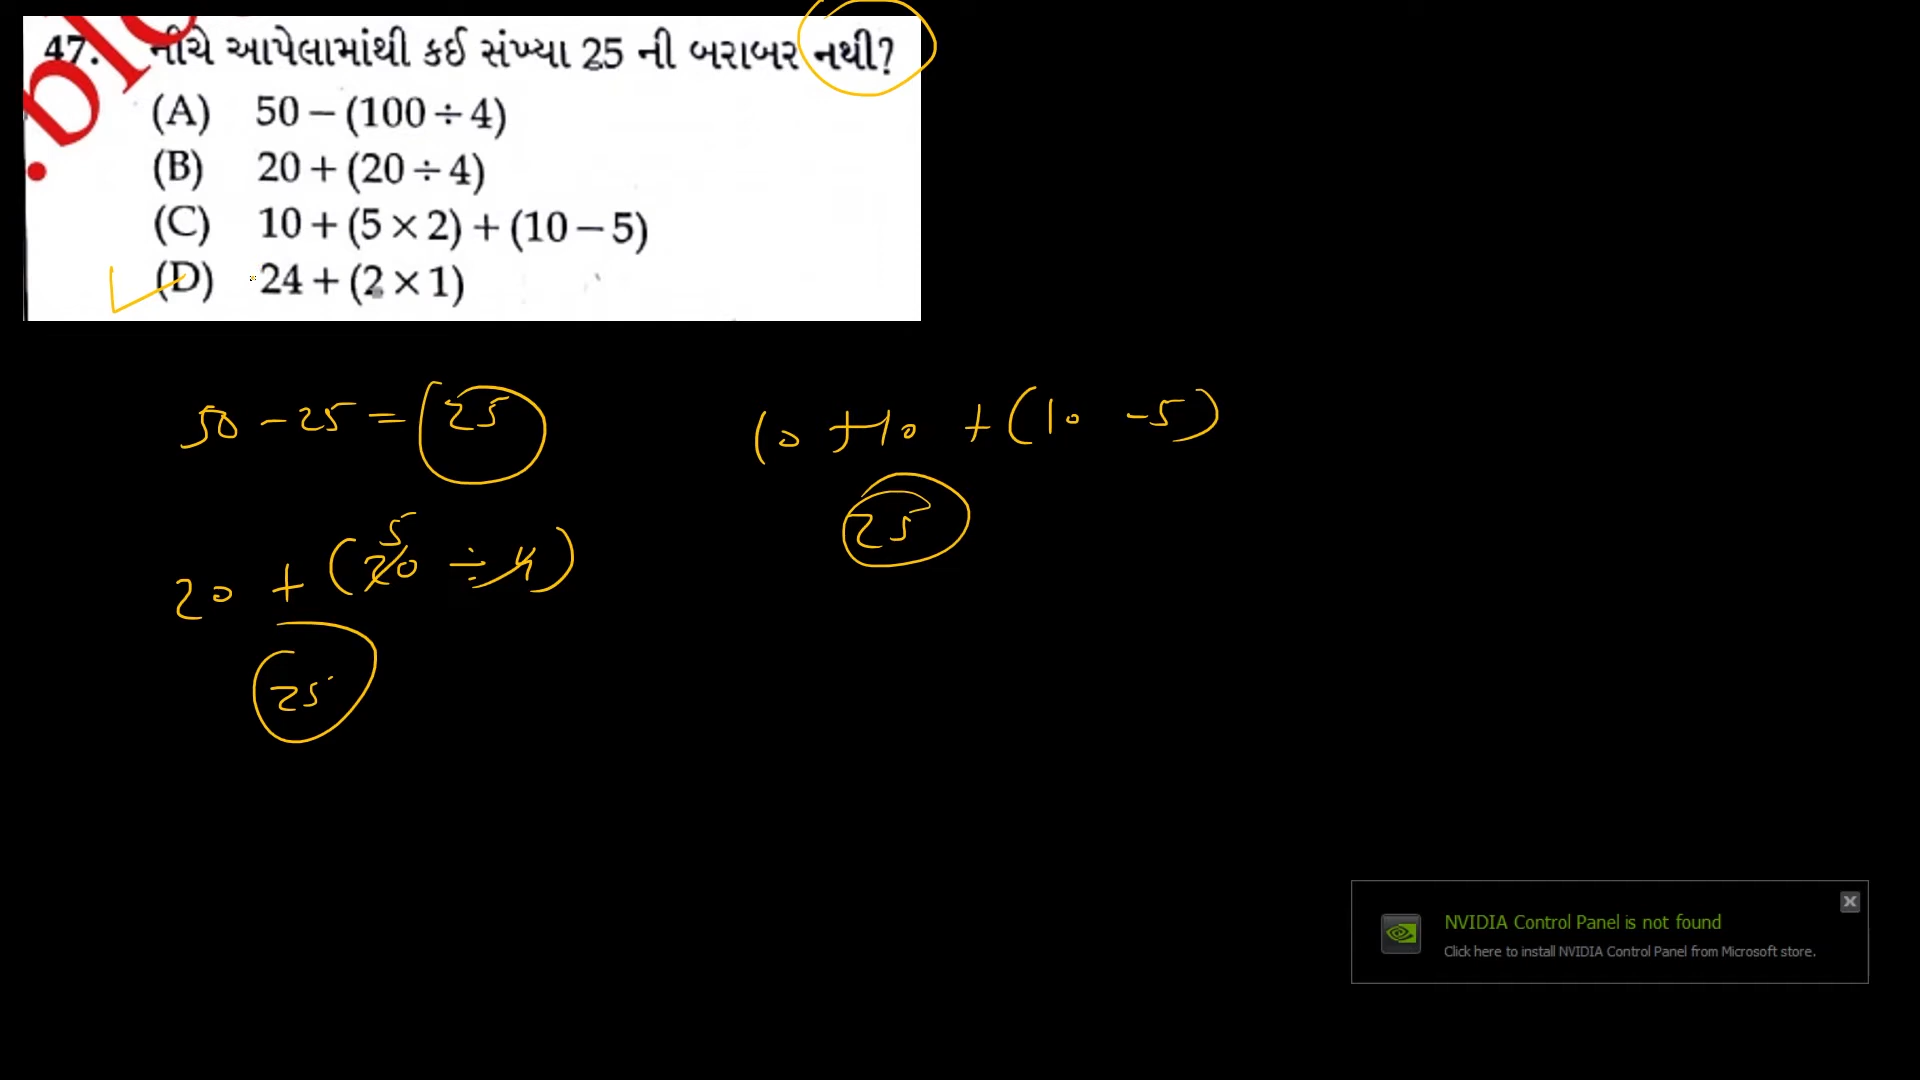 47. નીચે આપેલામાંથી કઈ સંખ્યા 25 ની બરાબર નથી?
(A) 50 − (100 ÷ 4)
(B) 20 + (20 ÷ 4)
(C) 10 + (5 × 2) + (10 − 5)
(D) 24 + (2 × 1)
50 - 25 = 25
20 + (20 ÷ 4)
5
25
10 + 10 + (10 - 5)
25
NVIDIA Control Panel is not found
Click here to install NVIDIA Control Panel from Microsoft store.